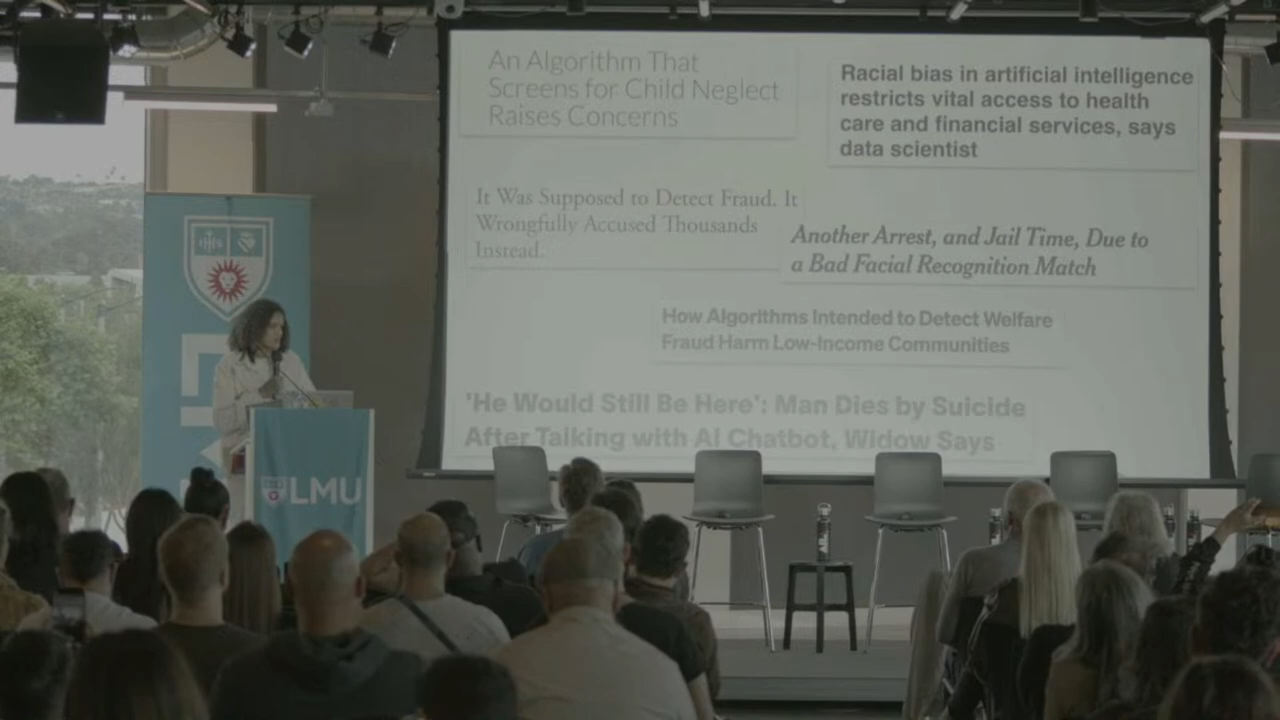 An Algorithm That
Screens for Child Neglect
Raises Concerns
Racial bias in artificial intelligence
restricts vital access to health
care and financial services, says
data scientist
It Was Supposed to Detect Fraud. It
Wrongfully Accused Thousands
Instead.
Another Arrest, and Jail Time, Due to
a Bad Facial Recognition Match
How Algorithms Intended to Detect Welfare
Fraud Harm Low-Income Communities
'He Would Still Be Here': Man Dies by Suicide
After Talking with AI Chatbot, Widow Says
IHS
LMU